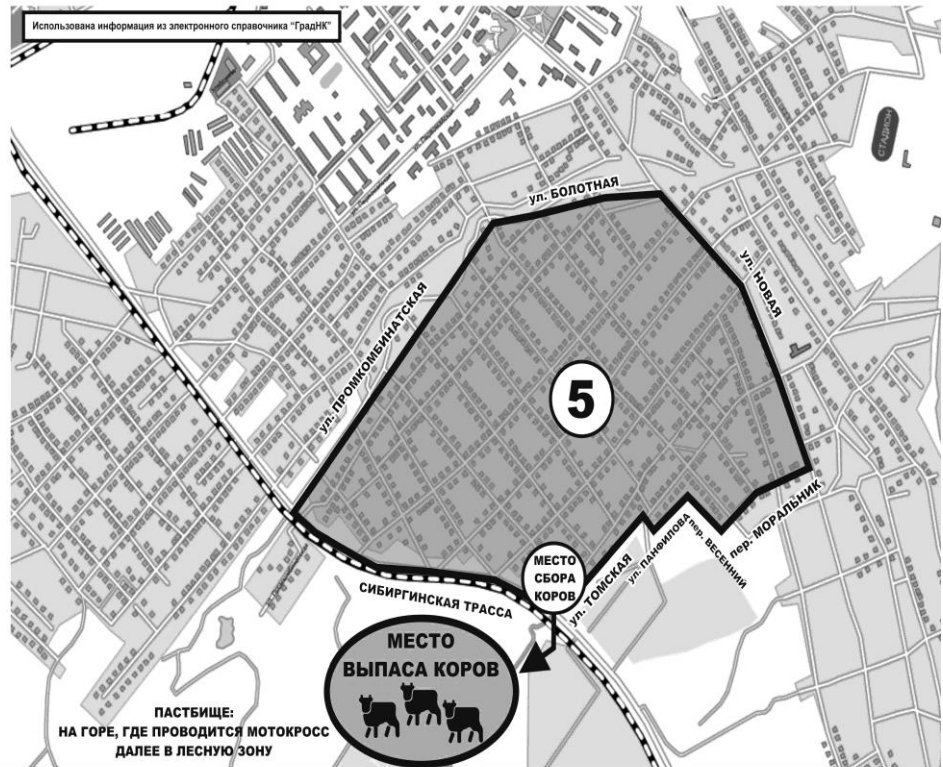 Использована информация из электронного справочника “ГрадНК”
СТАДИОН
ул. БОЛОТНАЯ
ул. НОВАЯ
ул. ПРОМКОМБИНАТСКАЯ
5
МЕСТО
СБОРА
КОРОВ
ул. ТОМСКАЯ
ул. ПАНФИЛОВА
пер. ВЕСЕННИЙ
пер. МОРАЛЬНИК
СИБИРГИНСКАЯ ТРАССА
МЕСТО
ВЫПАСА КОРОВ
ПАСТБИЩЕ:
НА ГОРЕ, ГДЕ ПРОВОДИТСЯ МОТОКРОСС
ДАЛЕЕ В ЛЕСНУЮ ЗОНУ